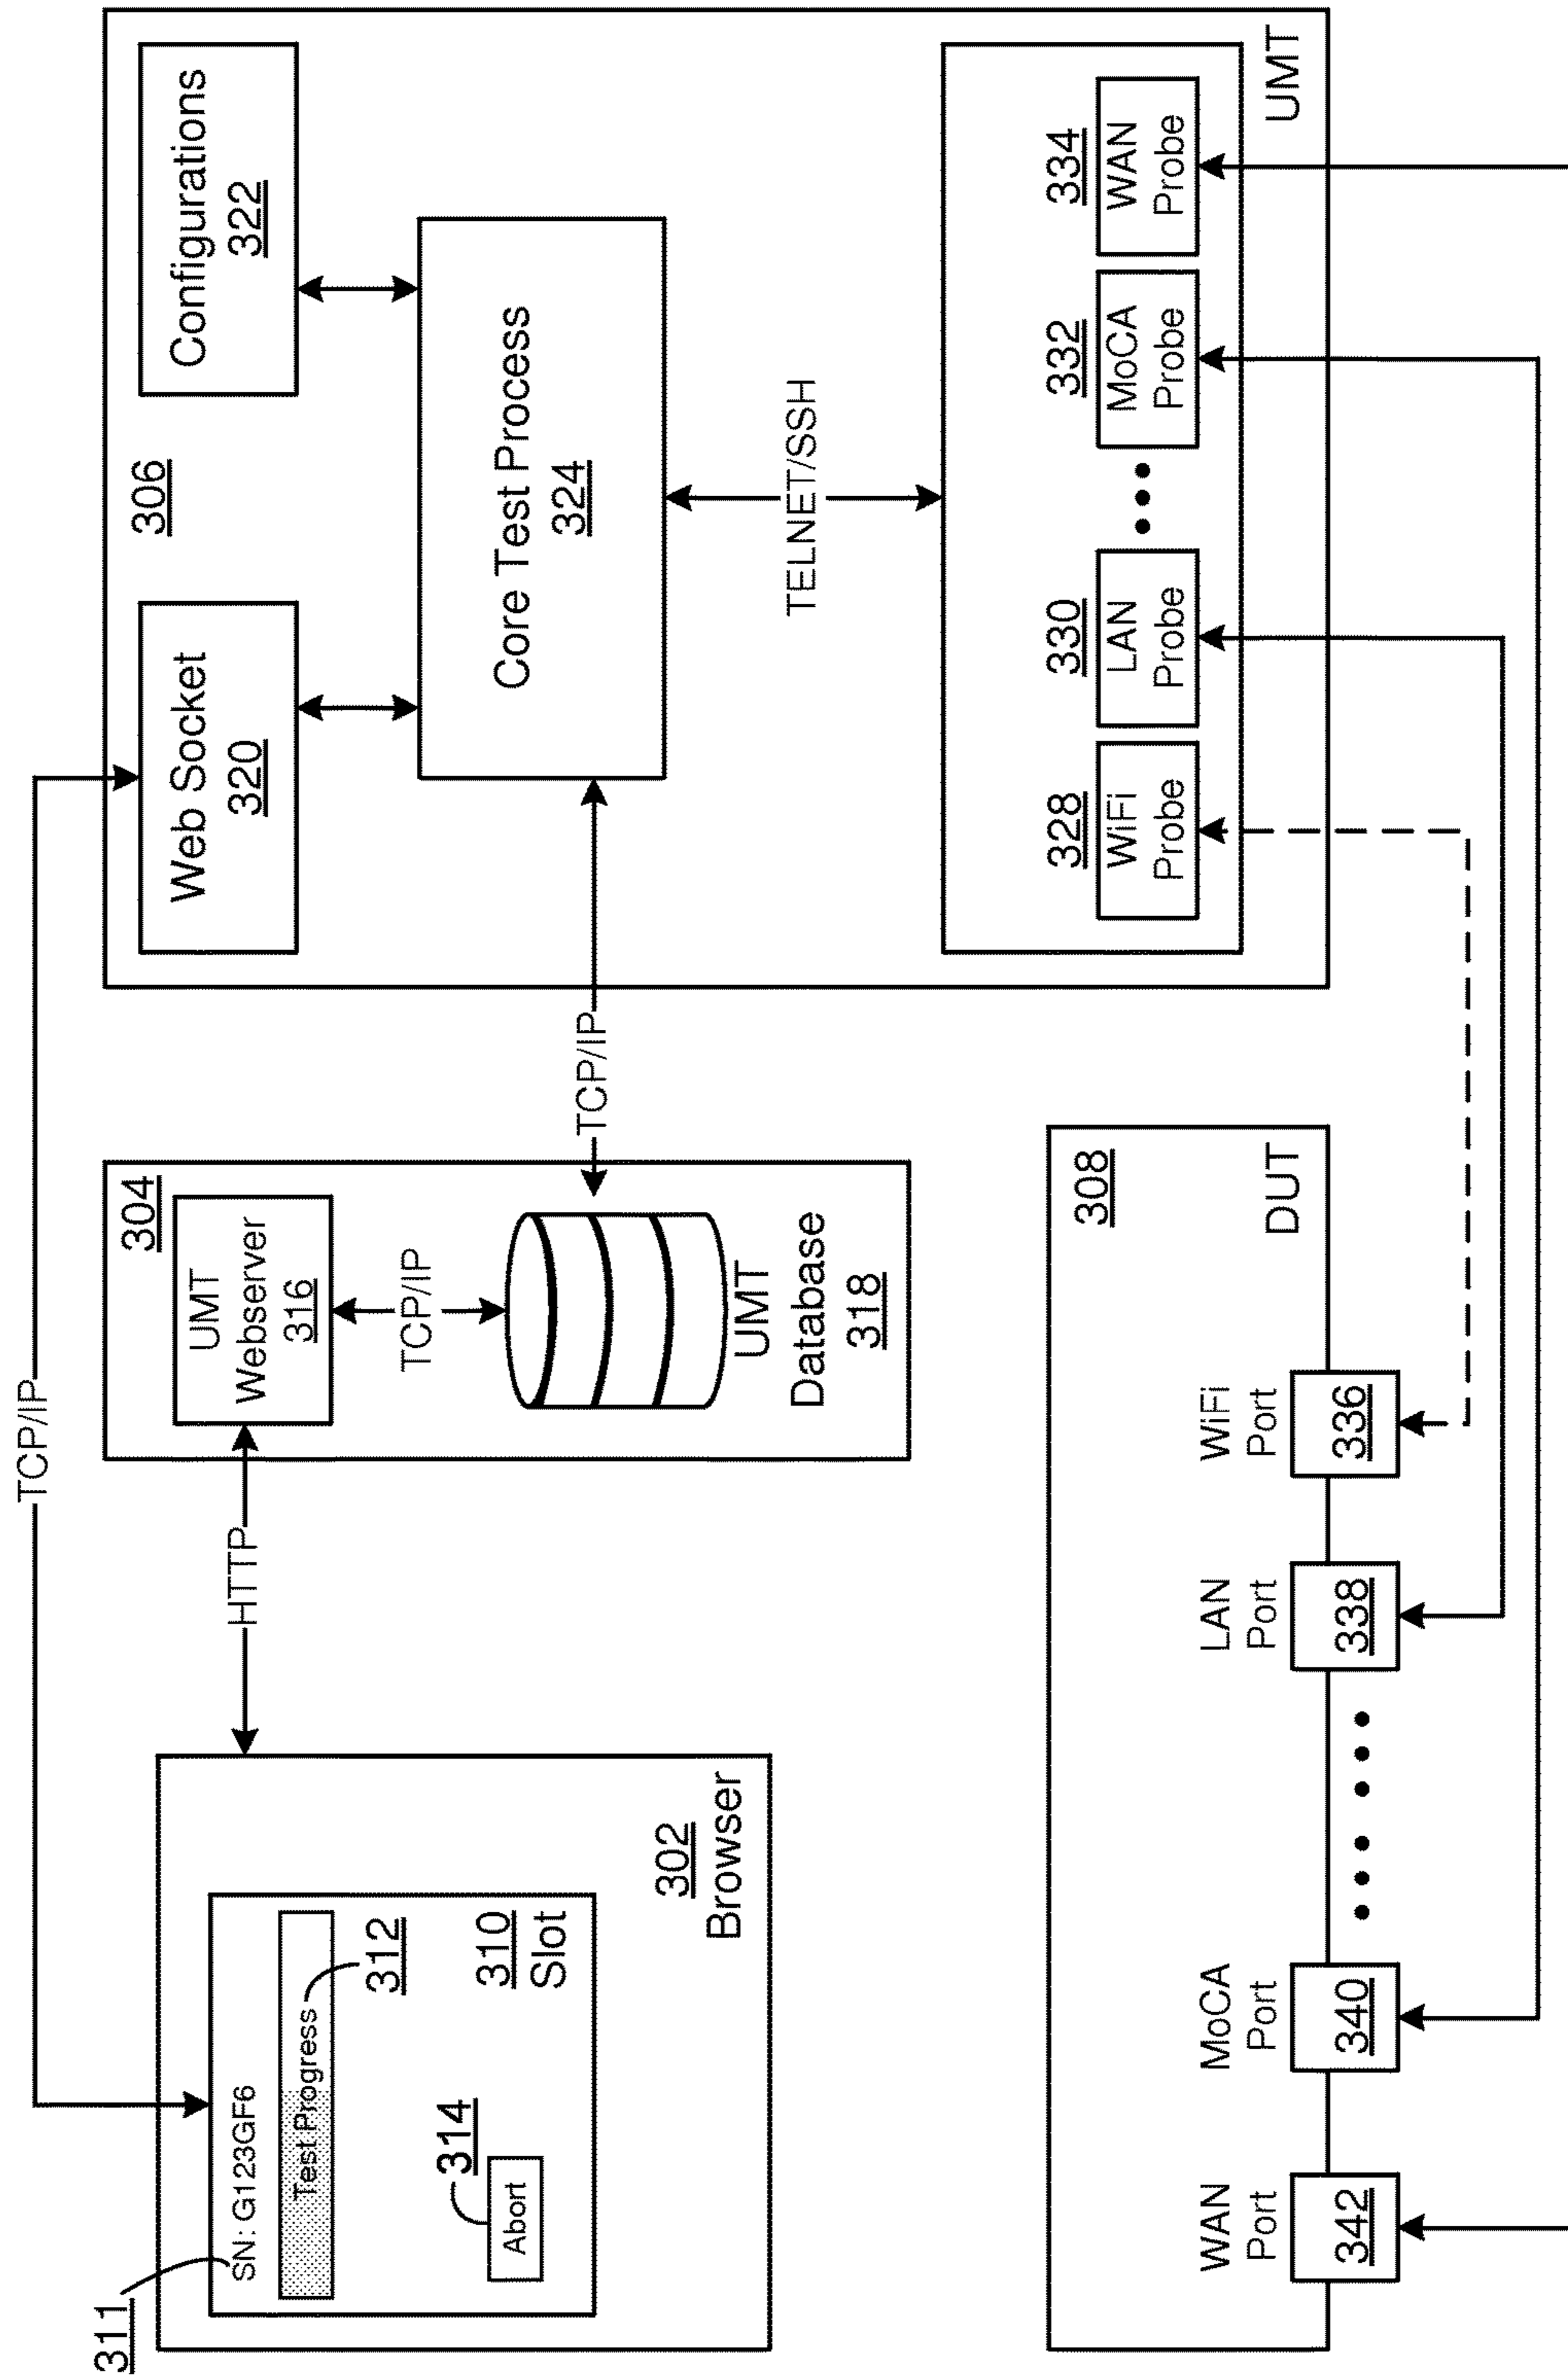 TCP/IP
311
SN: G123GF6
Test Progress
312
314
Abort
310
Slot
302
Browser
HTTP
304
UMT
Webserver
316
TCP/IP
UMT
Database
318
TCP/IP
306
Web Socket
320
Configurations
322
Core Test Process
324
TELNET/SSH
328
WiFi
Probe
330
LAN
Probe
332
MoCA
Probe
334
WAN
Probe
UMT
308
DUT
WAN
Port
342
MoCA
Port
340
LAN
Port
338
WiFi
Port
336